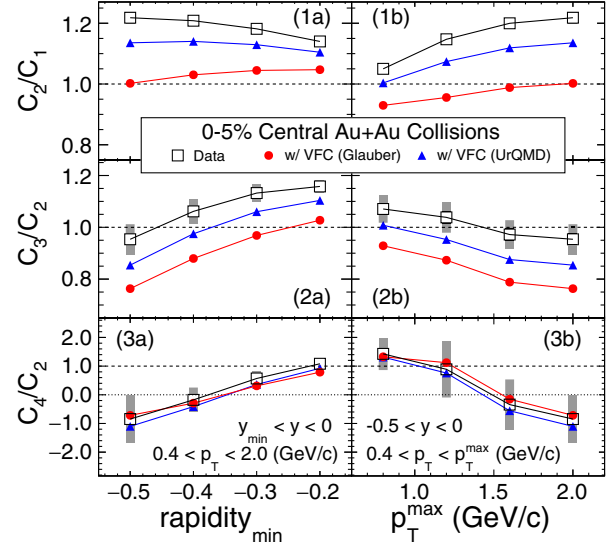 (1a) (1b)
C2/C1
1.2
1.0
0.8
0-5% Central Au+Au Collisions
Data w/ VFC (Glauber) w/ VFC (UrQMD)
C3/C2
1.2
1.0
0.8
(2a) (2b)
(3a) (3b)
C4/C2
2.0
1.0
0.0
−1.0
−2.0
ymin < y < 0 -0.5 < y < 0
0.4 < pT < 2.0 (GeV/c) 0.4 < pT < pTmax (GeV/c)
−0.5 −0.4 −0.3 −0.2 1.0 1.5 2.0
rapiditymin pTmax (GeV/c)